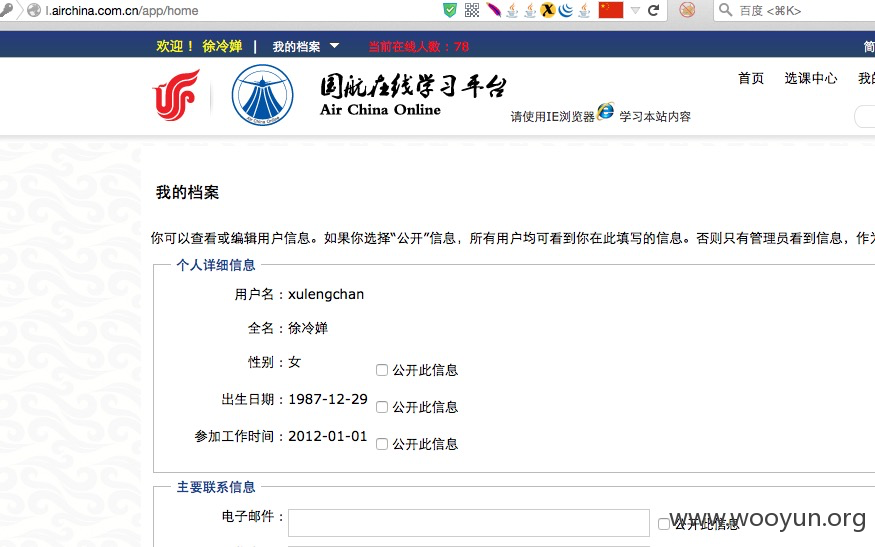 l.airchina.com.cn/app/home
百度 <⌘K>
欢迎！ 徐冷婵 | 我的档案 当前在线人数：78 简
国航在线学习平台
Air China Online
首页 选课中心 我的
请使用IE浏览器 学习本站内容
我的档案
你可以查看或编辑用户信息。如果你选择“公开”信息，所有用户均可看到你在此填写的信息。否则只有管理员看到信息，作为
个人详细信息
用户名：xulengchan
全名：徐冷婵
性别：女 公开此信息
出生日期：1987-12-29 公开此信息
参加工作时间：2012-01-01 公开此信息
主要联系信息
电子邮件： 公开此信息
www.wooyun.org